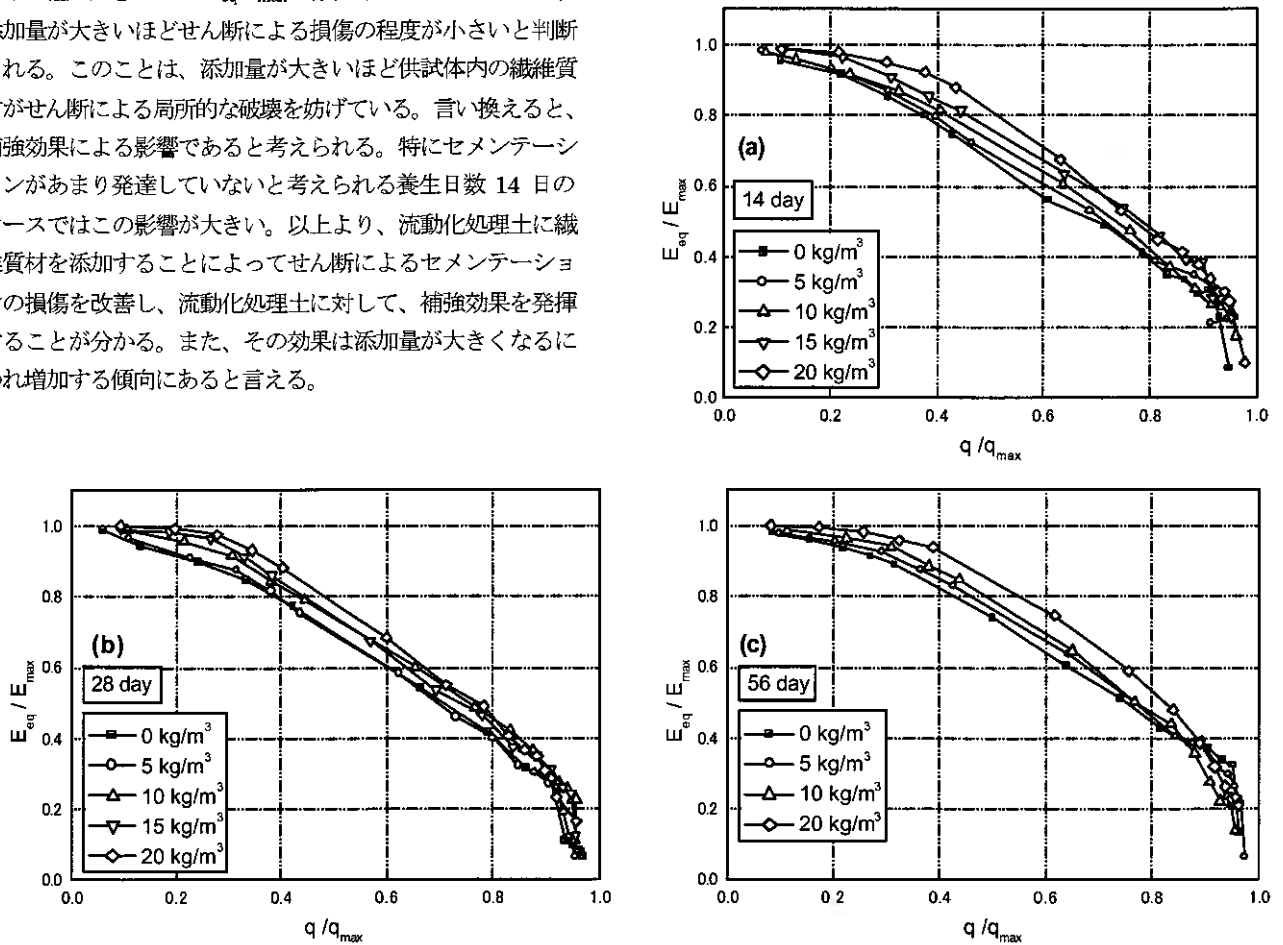 添加量が大きいほどせん断による損傷の程度が小さいと判断
れる。このことは、添加量が大きいほど供試体内の繊維質
がせん断による局所的な破壊を妨げている。言い換えると、
強効果による影響であると考えられる。特にセメンテーシ
ンがあまり発達していないと考えられる養生日数 14 日の
ースではこの影響が大きい。以上より、流動化処理土に繊
質材を添加することによってせん断によるセメンテーショ
の損傷を改善し、流動化処理土に対して、補強効果を発揮
ることが分かる。また、その効果は添加量が大きくなるに
れ増加する傾向にあると言える。
E_eq / E_max
1.0
0.8
0.6
0.4
0.2
0.0
(a)
14 day
0 kg/m³
5 kg/m³
10 kg/m³
15 kg/m³
20 kg/m³
0.0 0.2 0.4 0.6 0.8 1.0
q /q_max
E_eq / E_max
1.0
0.8
0.6
0.4
0.2
0.0
(b)
28 day
0 kg/m³
5 kg/m³
10 kg/m³
15 kg/m³
20 kg/m³
0.0 0.2 0.4 0.6 0.8 1.0
q /q_max
E_eq / E_max
1.0
0.8
0.6
0.4
0.2
0.0
(c)
56 day
0 kg/m³
5 kg/m³
10 kg/m³
20 kg/m³
0.0 0.2 0.4 0.6 0.8 1.0
q /q_max